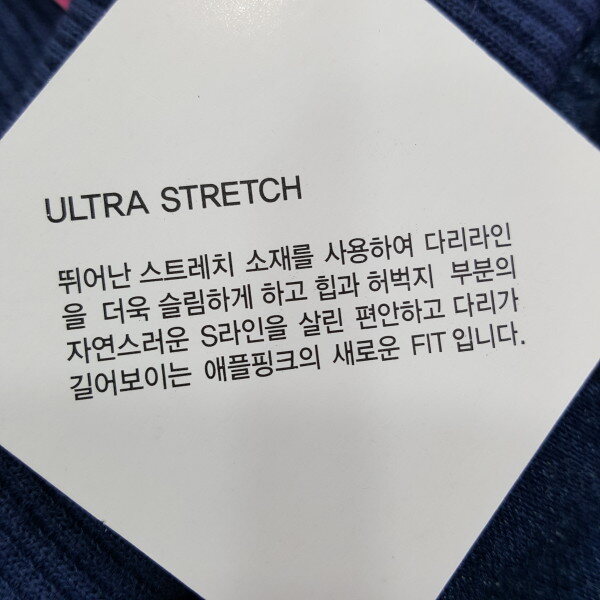 ULTRA STRETCH
뛰어난 스트레치 소재를 사용하여 다리라인
을 더욱 슬림하게 하고 힙과 허벅지 부분의
자연스러운 S라인을 살린 편안하고 다리가
길어보이는 애플핑크의 새로운 FIT입니다.